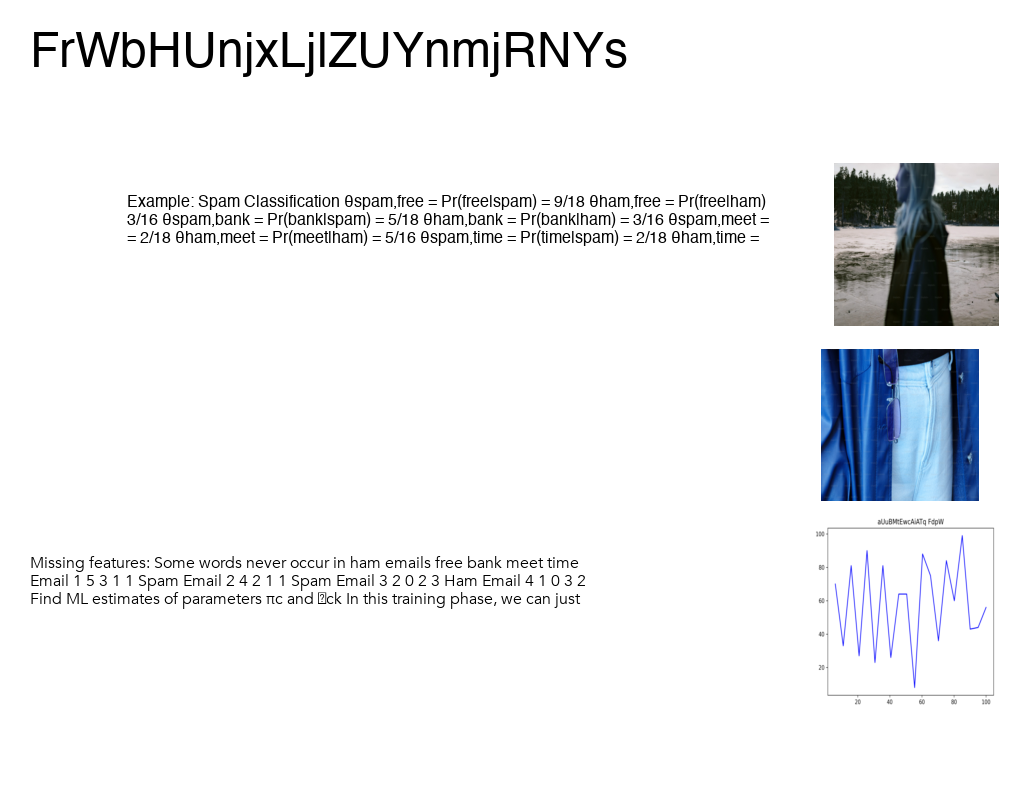 FrWbHUnjxLjlZUYnmjRNYs
Example: Spam Classification θspam,free = Pr(free|spam) = 9/18 θham,free = Pr(free|ham)
3/16 θspam,bank = Pr(bank|spam) = 5/18 θham,bank = Pr(bank|ham) = 3/16 θspam,meet =
= 2/18 θham,meet = Pr(meet|ham) = 5/16 θspam,time = Pr(time|spam) = 2/18 θham,time =
Missing features: Some words never occur in ham emails free bank meet time
Email 1 5 3 1 1 Spam Email 2 4 2 1 1 Spam Email 3 2 0 2 3 Ham Email 4 1 0 3 2
Find ML estimates of parameters πc and ck In this training phase, we can just
aUuBMtEwcAiATq FdpW
100
80
60
40
20
20 40 60 80 100